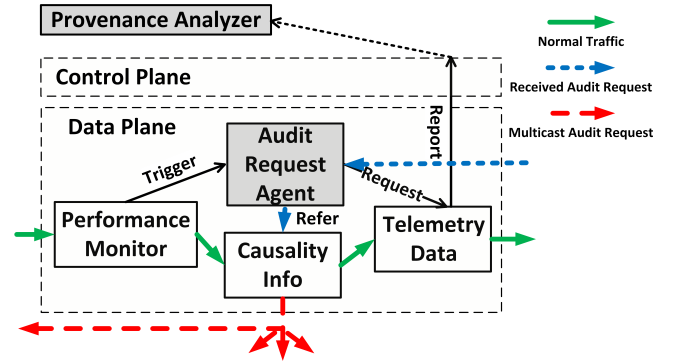 Provenance Analyzer
Normal Traffic
Control Plane
Received Audit Request
Report
Data Plane
Audit
Request
Agent
Multicast Audit Request
Trigger
Request
Refer
Performance
Monitor
Causality
Info
Telemetry
Data